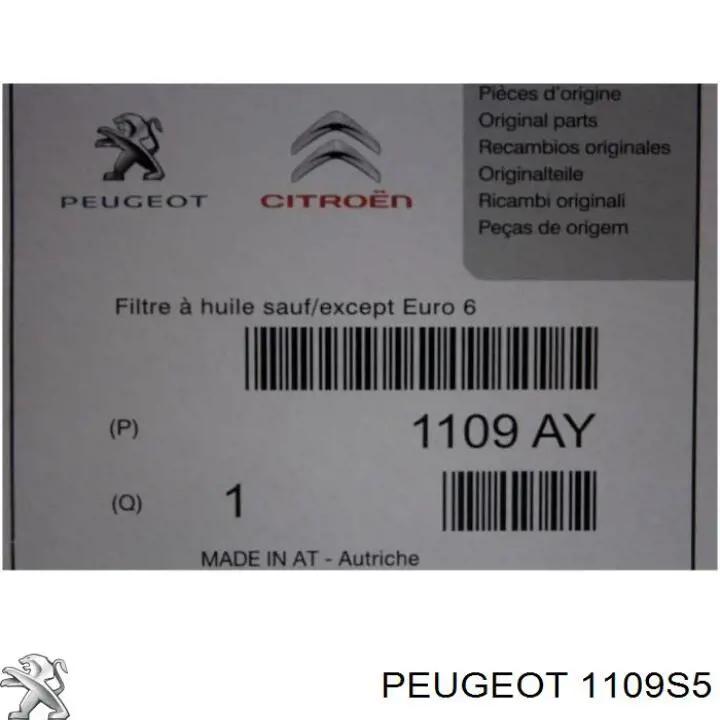 Pièces d'origine
Original parts
Recambios originales
Originalteile
Ricambi originali
Peças de origem
PEUGEOT
CITROËN
Filtre à huile sauf/except Euro 6
(P) 1109 AY
(Q) 1
MADE IN AT - Autriche
PEUGEOT 1109S5